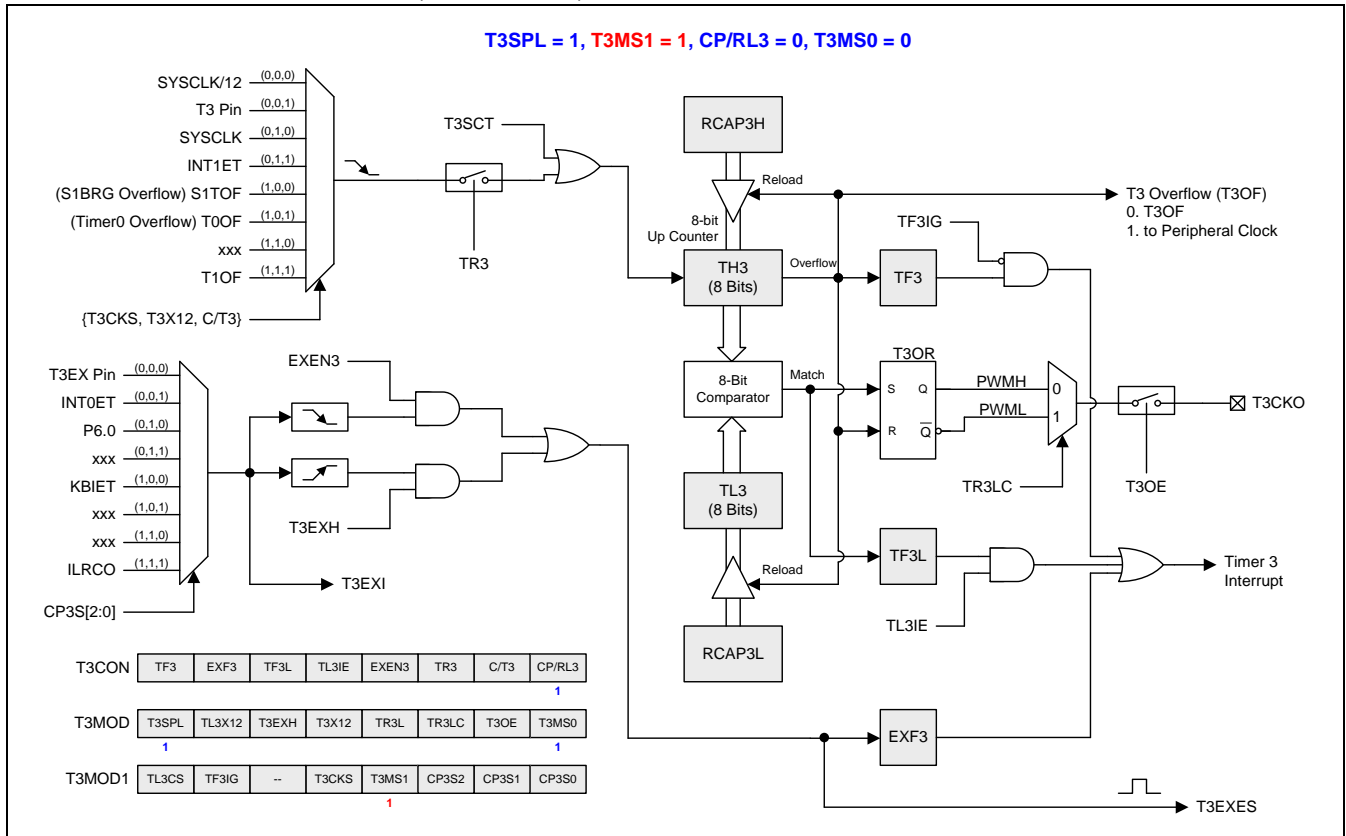 T3SPL = 1, T3MS1 = 1, CP/RL3 = 0, T3MS0 = 0
SYSCLK/12 (0,0,0)
T3 Pin (0,0,1)
SYSCLK (0,1,0)
INT1ET (0,1,1)
(S1BRG Overflow) S1TOF (1,0,0)
(Timer0 Overflow) T0OF (1,0,1)
xxx (1,1,0)
T1OF (1,1,1)
{T3CKS, T3X12, C/T3}
TR3
T3SCT
RCAP3H
Reload
8-bit
Up Counter
TH3
(8 Bits)
Overflow
T3 Overflow (T3OF)
0. T3OF
1. to Peripheral Clock
TF3IG
TF3
T3EX Pin (0,0,0)
INT0ET (0,0,1)
P6.0 (0,1,0)
xxx (0,1,1)
KBIET (1,0,0)
xxx (1,0,1)
xxx (1,1,0)
ILRCO (1,1,1)
CP3S[2:0]
EXEN3
T3EXH
T3EXI
8-Bit
Comparator
Match
T3OR
S Q
R Q
PWMH 0
PWML 1
TR3LC
T3OE
T3CKO
TL3
(8 Bits)
Reload
RCAP3L
TF3L
TL3IE
Timer 3
Interrupt
EXF3
T3EXES
T3CON TF3 EXF3 TF3L TL3IE EXEN3 TR3 C/T3 CP/RL3
1
T3MOD T3SPL TL3X12 T3EXH T3X12 TR3L TR3LC T3OE T3MS0
1 1
T3MOD1 TL3CS TF3IG -- T3CKS T3MS1 CP3S2 CP3S1 CP3S0
1